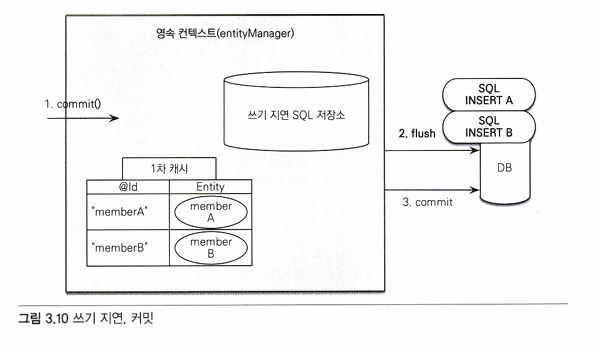 영속 컨텍스트(entityManager)
1. commit()
쓰기 지연 SQL 저장소
SQL
INSERT A
SQL
INSERT B
2. flush
DB
3. commit
1차 캐시
@Id Entity
"memberA" member
A
"memberB" member
B
그림 3.10 쓰기 지연, 커밋